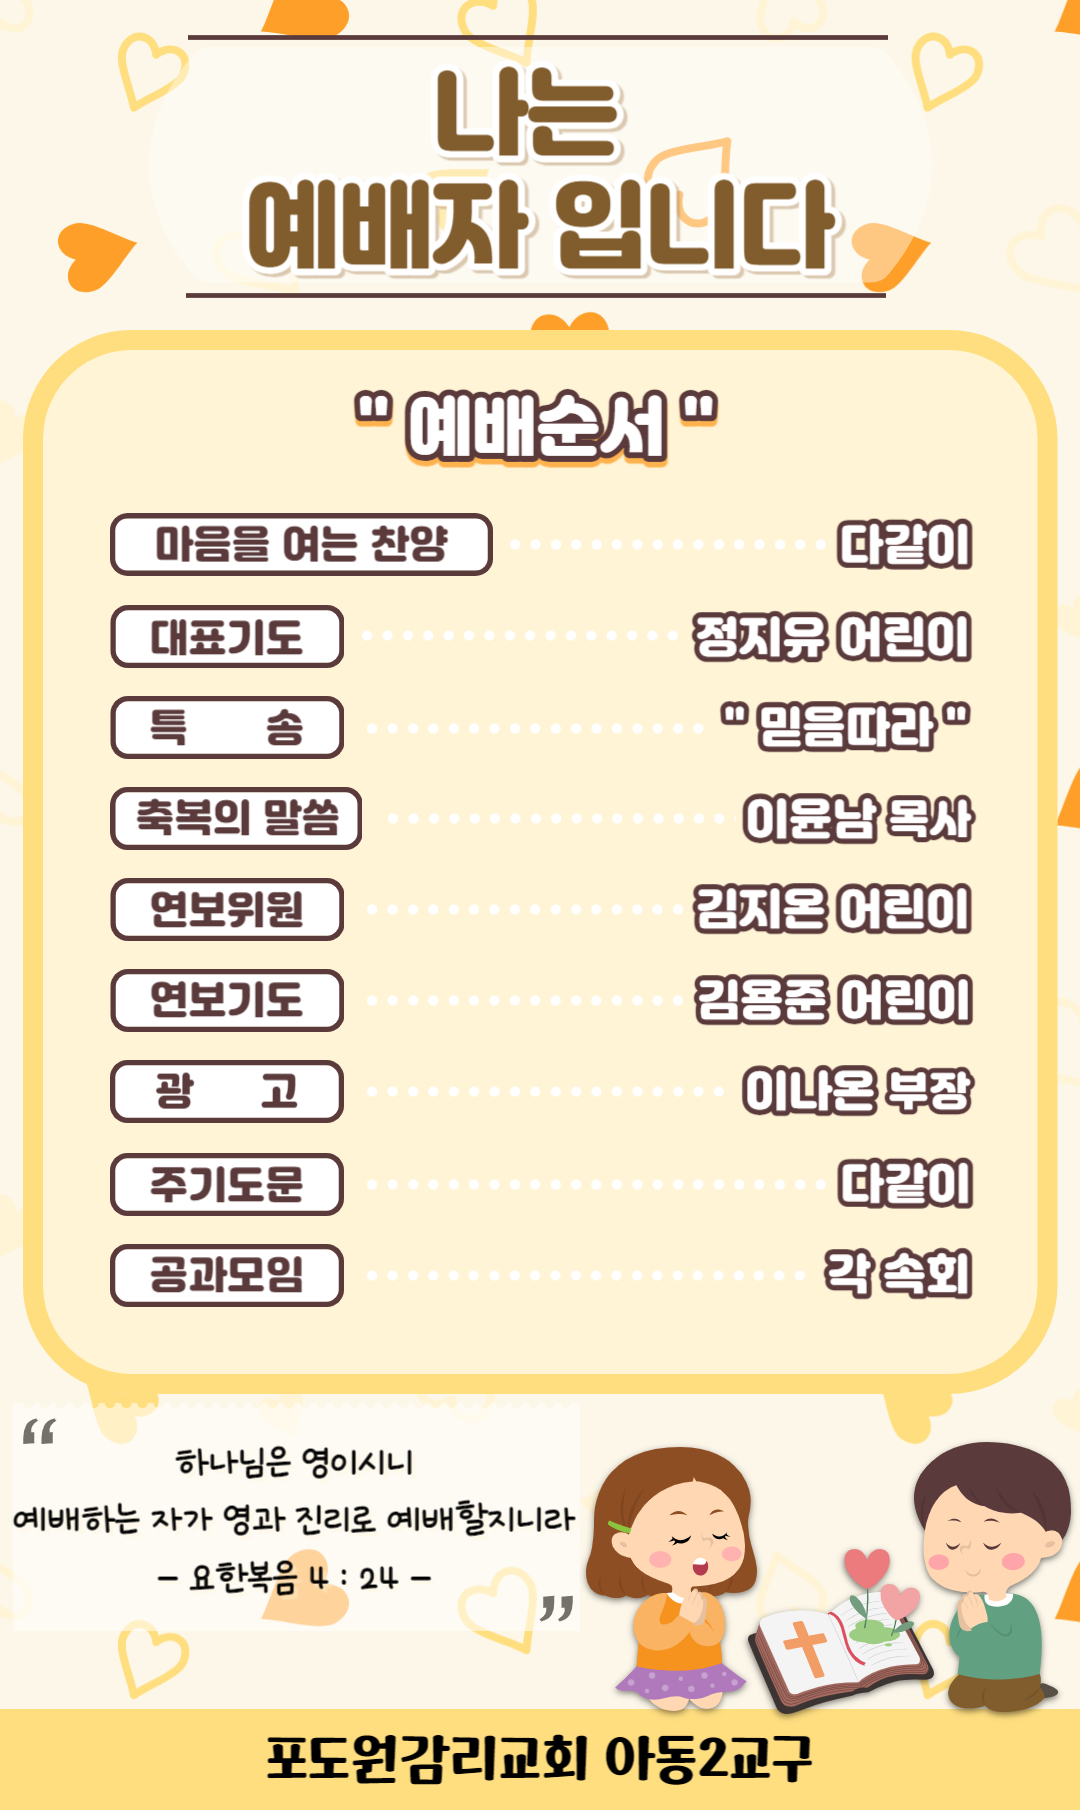 나는
예배자 입니다
" 예배순서 "
마음을 여는 찬양 다같이
대표기도 정지유 어린이
특 송 " 믿음따라 "
축복의 말씀 이윤남 목사
연보위원 김지온 어린이
연보기도 김용준 어린이
광 고 이나온 부장
주기도문 다같이
공과모임 각 속회
“
하나님은 영이시니
예배하는 자가 영과 진리로 예배할지니라
– 요한복음 4 : 24 –
”
포도원감리교회 아동2교구